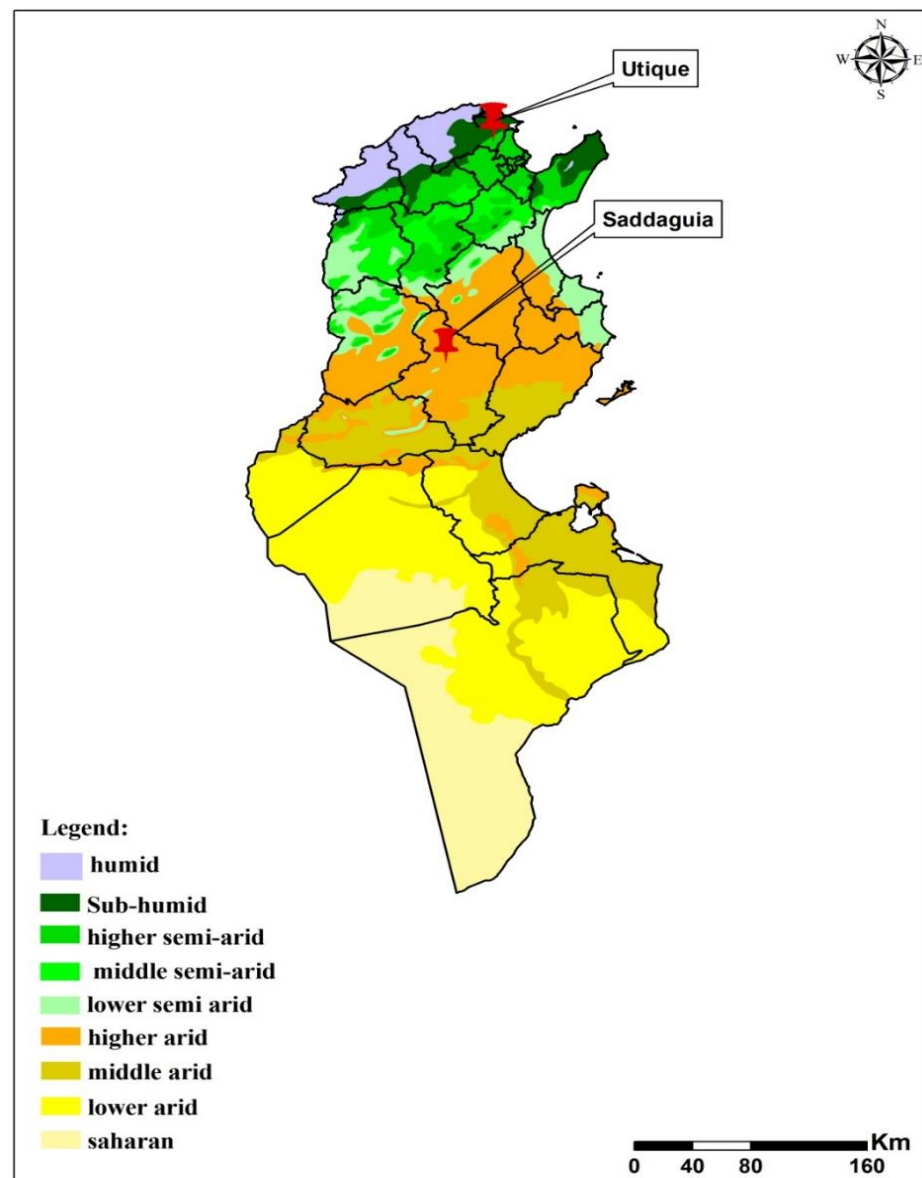 N
W E
S
Utique
Saddaguia
Legend:
humid
Sub-humid
higher semi-arid
middle semi-arid
lower semi arid
higher arid
middle arid
lower arid
saharan
Km
0 40 80 160